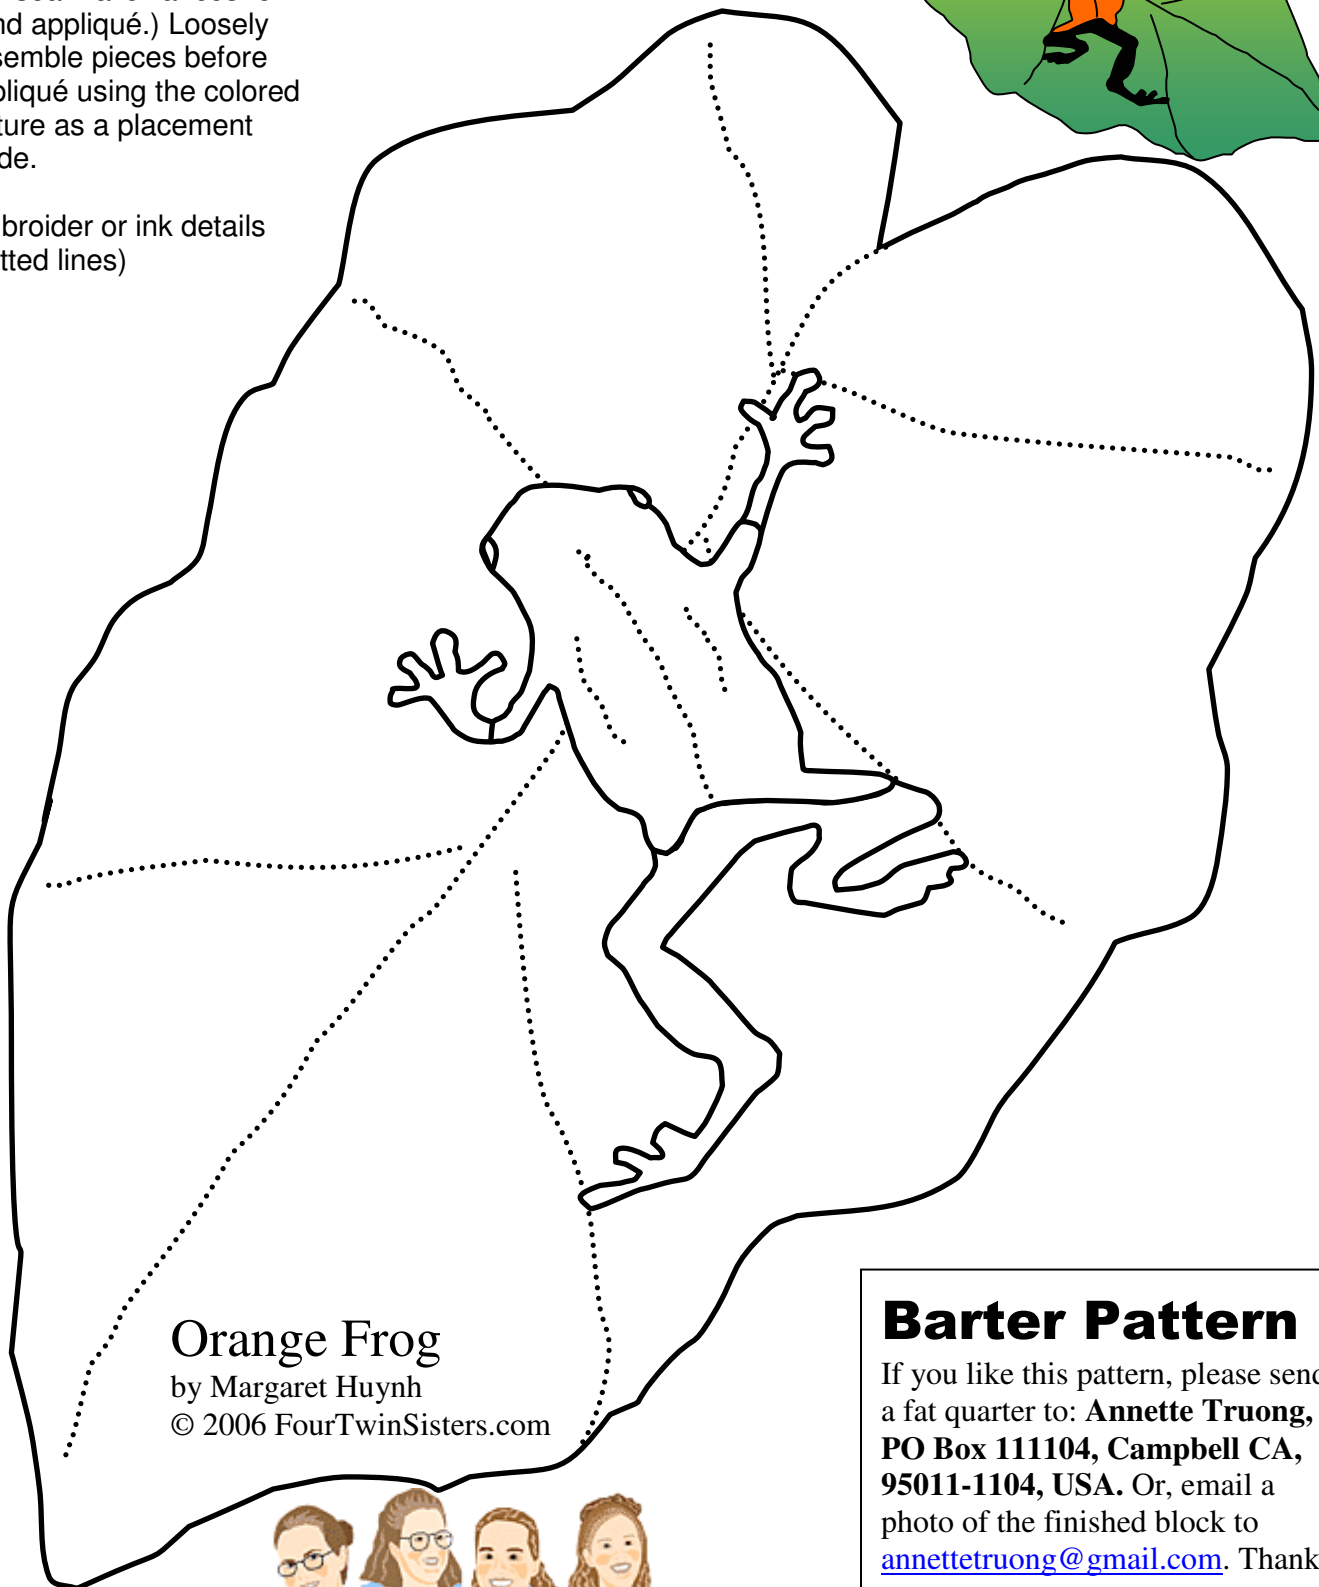 nd appliqué.) Loosely
semble pieces before
pliqué using the colored
ture as a placement
de.
broider or ink details
tted lines)
Orange Frog
by Margaret Huynh
© 2006 FourTwinSisters.com
Barter Pattern
If you like this pattern, please send
a fat quarter to: Annette Truong,
PO Box 111104, Campbell CA,
95011-1104, USA. Or, email a
photo of the finished block to
annettetruong@gmail.com. Thank